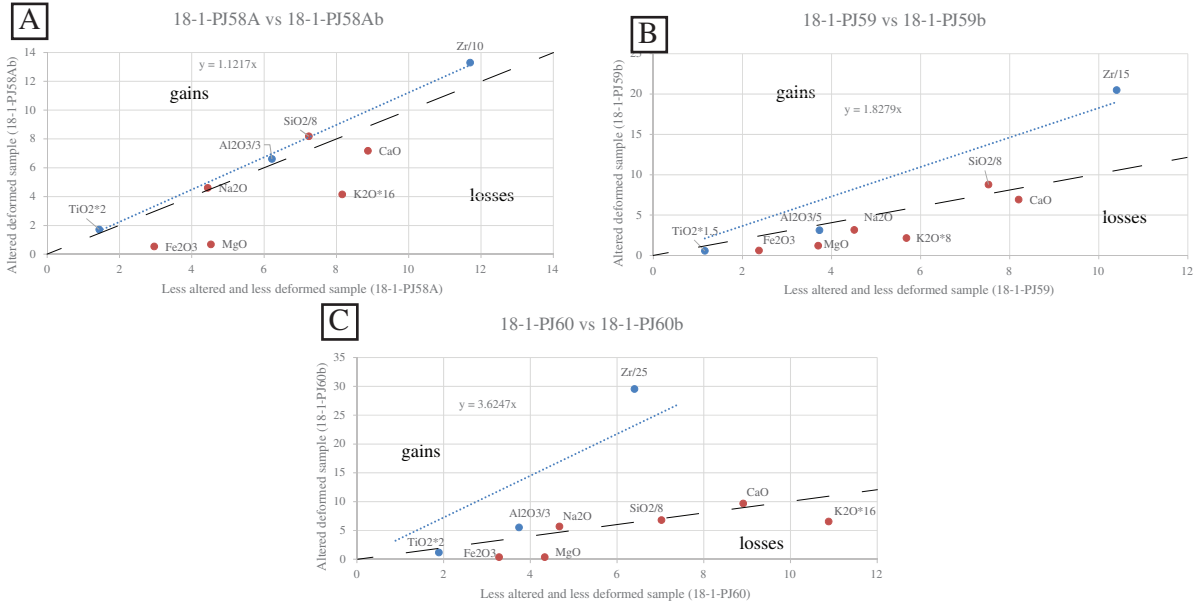 A
18-1-PJ58A vs 18-1-PJ58Ab
Altered deformed sample (18-1-PJ58Ab)
14
12
10
8
6
4
2
0
y = 1.1217x
gains
losses
Zr/10
SiO2/8
Al2O3/3
CaO
Na2O
K2O*16
TiO2*2
Fe2O3
MgO
0 2 4 6 8 10 12 14
Less altered and less deformed sample (18-1-PJ58A)
B
18-1-PJ59 vs 18-1-PJ59b
Altered deformed sample (18-1-PJ59b)
25
20
15
10
5
0
gains
y = 1.8279x
losses
Zr/15
SiO2/8
CaO
Al2O3/5
Na2O
TiO2*1.5
Fe2O3
MgO
K2O*8
0 2 4 6 8 10 12
Less altered and less deformed sample (18-1-PJ59)
C
18-1-PJ60 vs 18-1-PJ60b
Altered deformed sample (18-1-PJ60b)
35
30
25
20
15
10
5
0
Zr/25
y = 3.6247x
gains
losses
CaO
Al2O3/3
Na2O
SiO2/8
K2O*16
TiO2*2
Fe2O3
MgO
0 2 4 6 8 10 12
Less altered and less deformed sample (18-1-PJ60)